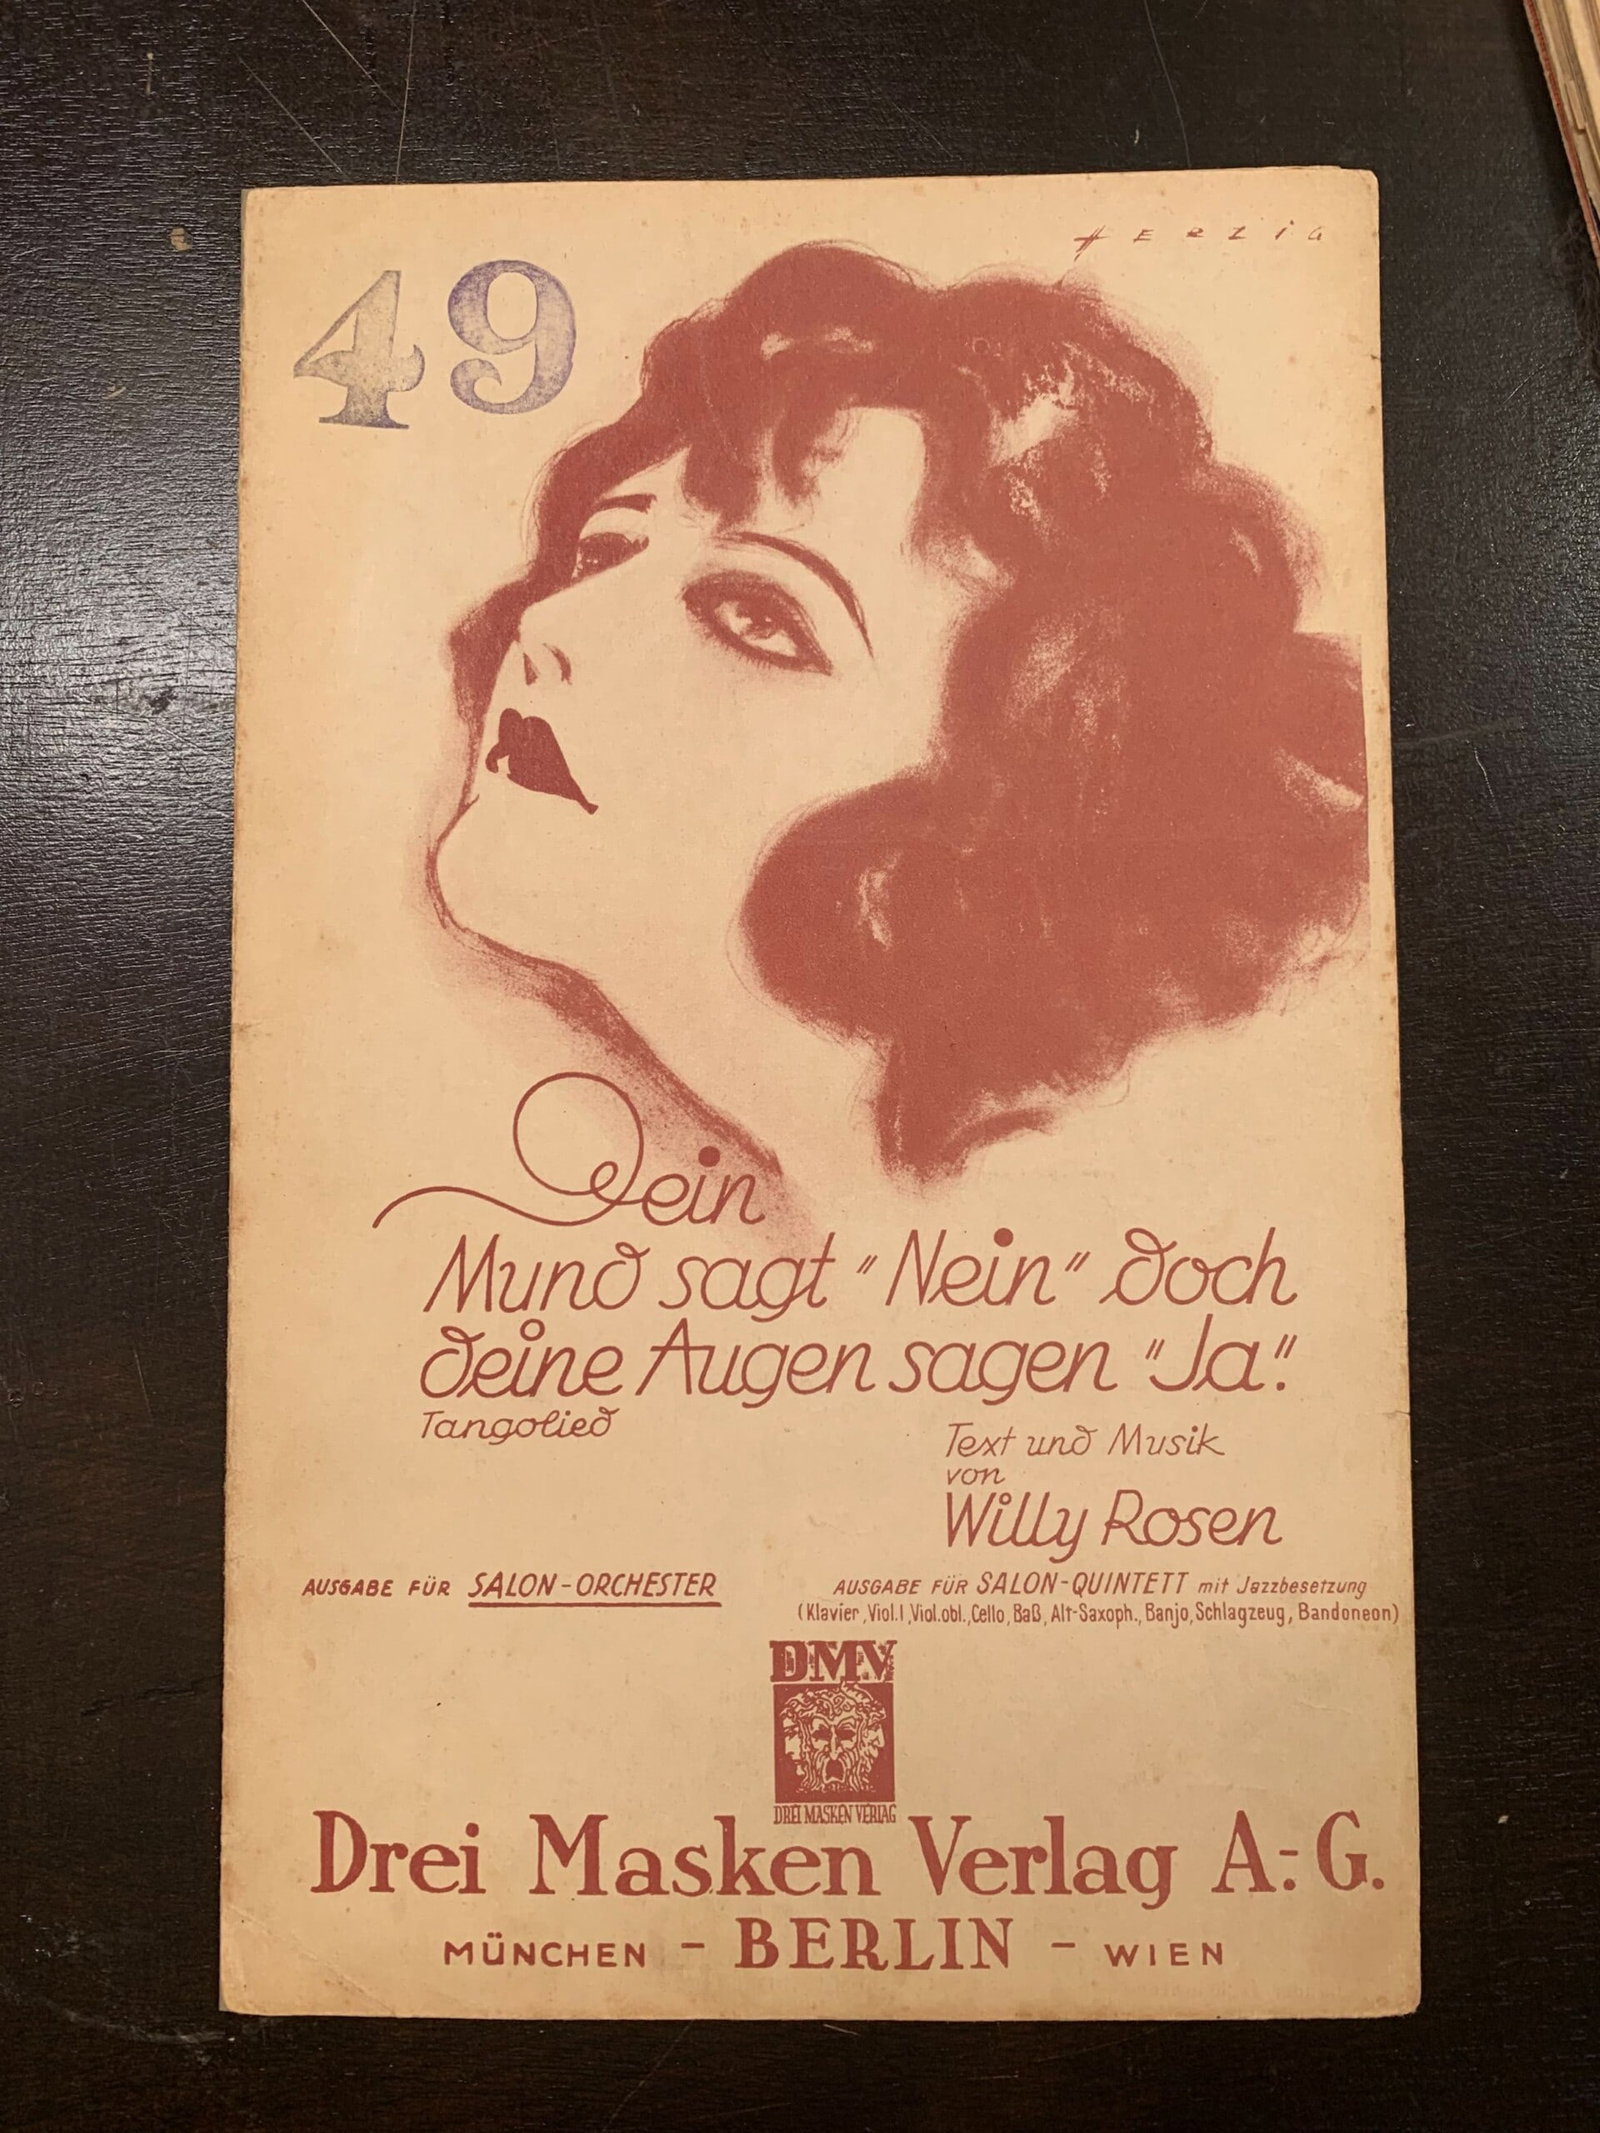 HERZIG
49
Dein
Mund sagt "Nein" doch
deine Augen sagen "Ja".
Tangolied
Text und Musik
von
Willy Rosen
AUSGABE FÜR SALON-ORCHESTER
AUSGABE FÜR SALON-QUINTETT mit Jazzbesetzung
(Klavier, Viol.I, Viol.obl., Cello, Baß, Alt-Saxoph., Banjo, Schlagzeug, Bandoneon)
DMV
DREI MASKEN VERLAG
Drei Masken Verlag A.-G.
MÜNCHEN - BERLIN - WIEN